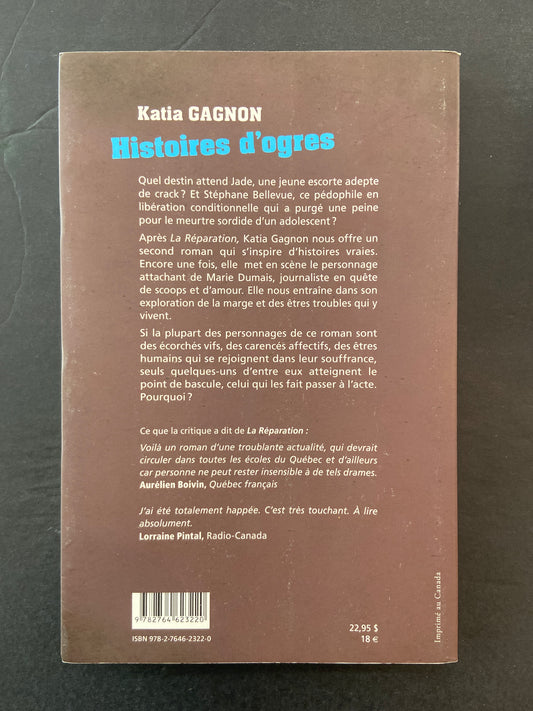 Katia GAGNON
Histoires d'ogres
Quel destin attend Jade, une jeune escorte adepte
de crack ? Et Stéphane Bellevue, ce pédophile en
libération conditionnelle qui a purgé une peine
pour le meurtre sordide d'un adolescent ?
Après La Réparation, Katia Gagnon nous offre un
second roman qui s'inspire d'histoires vraies.
Encore une fois, elle met en scène le personnage
attachant de Marie Dumais, journaliste en quête
de scoops et d'amour. Elle nous entraîne dans son
exploration de la marge et des êtres troubles qui y
vivent.
Si la plupart des personnages de ce roman sont
des écorchés vifs, des carencés affectifs, des êtres
humains qui se rejoignent dans leur souffrance,
seuls quelques-uns d'entre eux atteignent le
point de bascule, celui qui les fait passer à l'acte.
Pourquoi ?
Ce que la critique a dit de La Réparation :
Voilà un roman d'une troublante actualité, qui devrait
circuler dans toutes les écoles du Québec et d'ailleurs
car personne ne peut rester insensible à de tels drames.
Aurélien Boivin, Québec français
J'ai été totalement happée. C'est très touchant. À lire
absolument.
Lorraine Pintal, Radio-Canada
9 782764 623220
ISBN 978-2-7646-2322-0
22,95 $
18 €
Imprimé au Canada